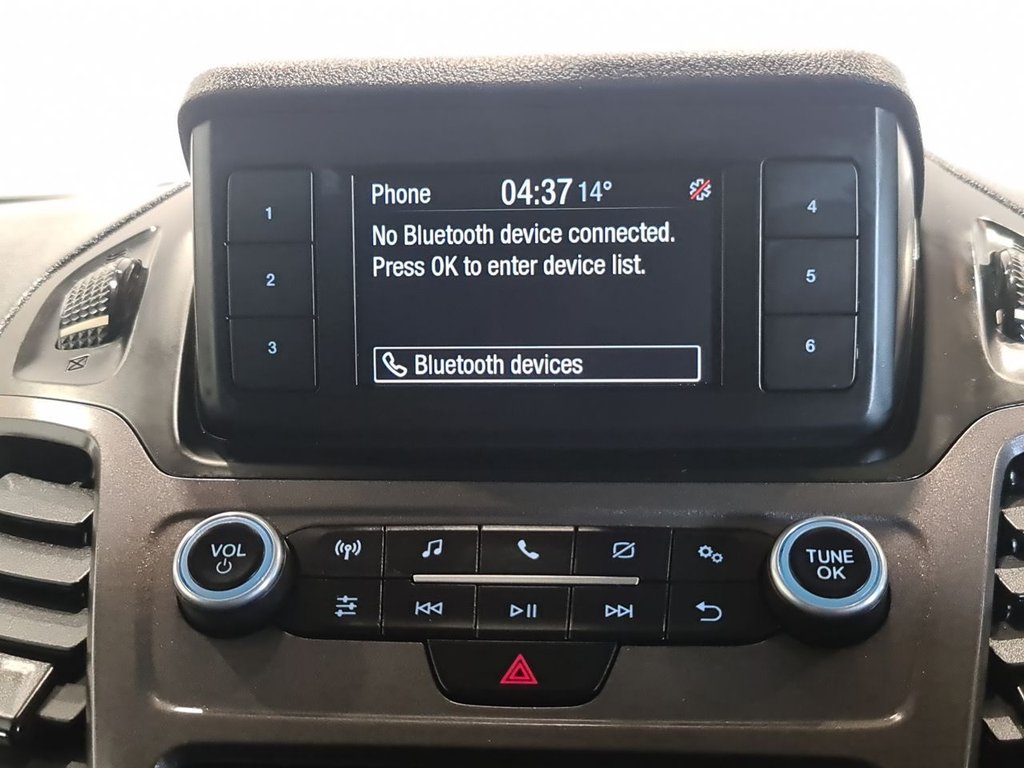 Phone 04:37 14°
No Bluetooth device connected.
Press OK to enter device list.
Bluetooth devices
1
2
3
4
5
6
VOL
TUNE
OK